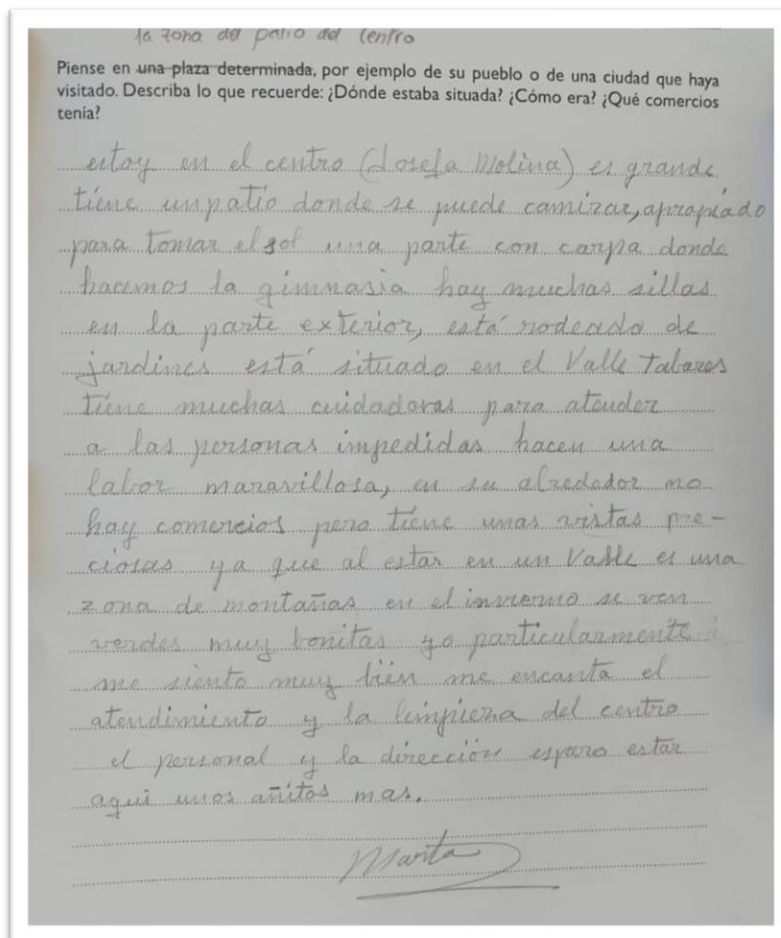 la zona del patio del centro
Piense en una plaza determinada, por ejemplo de su pueblo o de una ciudad que haya
visitado. Describa lo que recuerde: ¿Dónde estaba situada? ¿Cómo era? ¿Qué comercios
tenía?
estoy en el centro (Josefa Molina) es grande
tiene un patio donde se puede camirar, apropiado
para tomar el sol una parte con carpa donde
hacemos la gimnasia hay muchas sillas
en la parte exterior, está rodeado de
jardines está situado en el Valle Tabares
tiene muchas cuidadoras para atender
a las personas impedidas hacen una
labor maravillosa, en su alrededor no
hay comercios pero tiene unas vistas pre-
ciosas ya que al estar en un Valle es una
zona de montañas en el invierno se ven
verdes muy bonitas yo particularmente
me siento muy bién me encanta el
atendimiento y la limpieza del centro
el personal y la dirección espero estar
aqui unos añitos mas.
Marita